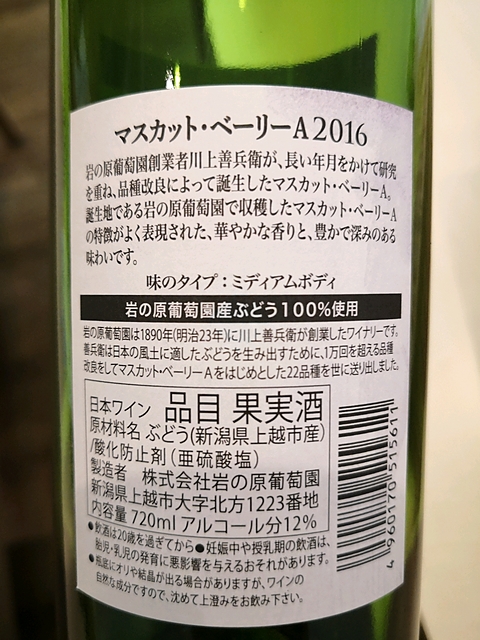 マスカット・ベーリーA 2016
岩の原葡萄園創業者川上善兵衛が、長い年月をかけて研究
を重ね、品種改良によって誕生したマスカット・ベーリーA。
誕生地である岩の原葡萄園で収穫したマスカット・ベーリーA
の特徴がよく表現された、華やかな香りと、豊かで深みのある
味わいです。
味のタイプ：ミディアムボディ
岩の原葡萄園産ぶどう100%使用
岩の原葡萄園は1890年(明治23年)に川上善兵衛が創業したワイナリーです。
善兵衛は日本の風土に適したぶどうを生み出すために、1万回を超える品種
改良をしてマスカット・ベーリーAをはじめとした22品種を世に送り出しました。
日本ワイン 品目 果実酒
原材料名 ぶどう(新潟県上越市産)
/酸化防止剤(亜硫酸塩)
製造者 株式会社岩の原葡萄園
新潟県上越市大字北方1223番地
内容量 720ml アルコール分12%
●飲酒は20歳を過ぎてから●妊娠中や授乳期の飲酒は、
胎児・乳児の発育に悪影響を与えるおそれがあります。
●瓶底にオリや結晶が出る場合がありますが、ワインの
自然な成分ですので、沈めて上澄みをお飲み下さい。
4 960170 515611